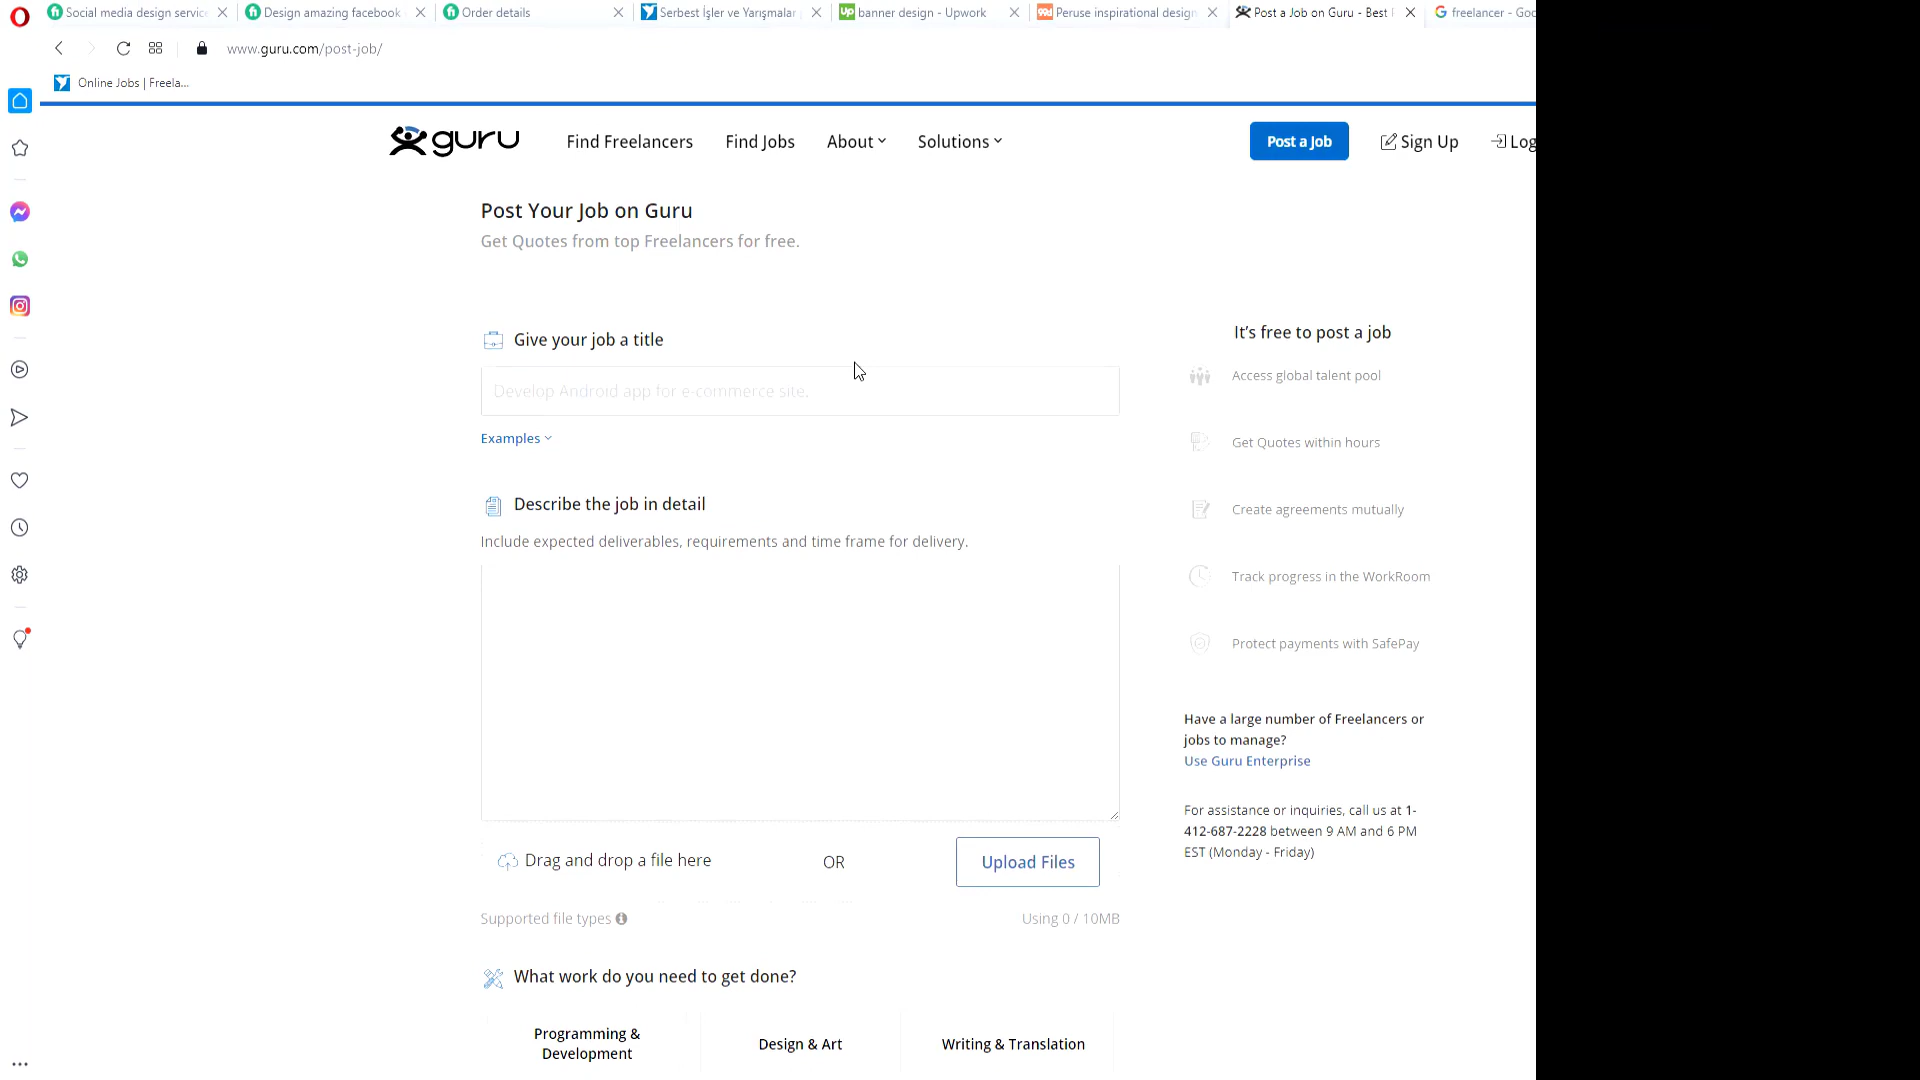 Social media design service
Design amazing facebook
Order details
Serbest İşler ve Yarışmalar
banner design - Upwork
Peruse inspirational design
Post a Job on Guru - Best
freelancer - Goo
www.guru.com/post-job/
Online Jobs | Freela...
guru
Find Freelancers
Find Jobs
About
Solutions
Post a Job
Sign Up
Log
Post Your Job on Guru
Get Quotes from top Freelancers for free.
Give your job a title
Develop Android app for e-commerce site.
Examples
Describe the job in detail
Include expected deliverables, requirements and time frame for delivery.
Drag and drop a file here
OR
Upload Files
Supported file types
Using 0 / 10MB
What work do you need to get done?
Programming &
Development
Design & Art
Writing & Translation
It's free to post a job
Access global talent pool
Get Quotes within hours
Create agreements mutually
Track progress in the WorkRoom
Protect payments with SafePay
Have a large number of Freelancers or
jobs to manage?
Use Guru Enterprise
For assistance or inquiries, call us at 1-
412-687-2228 between 9 AM and 6 PM
EST (Monday - Friday)